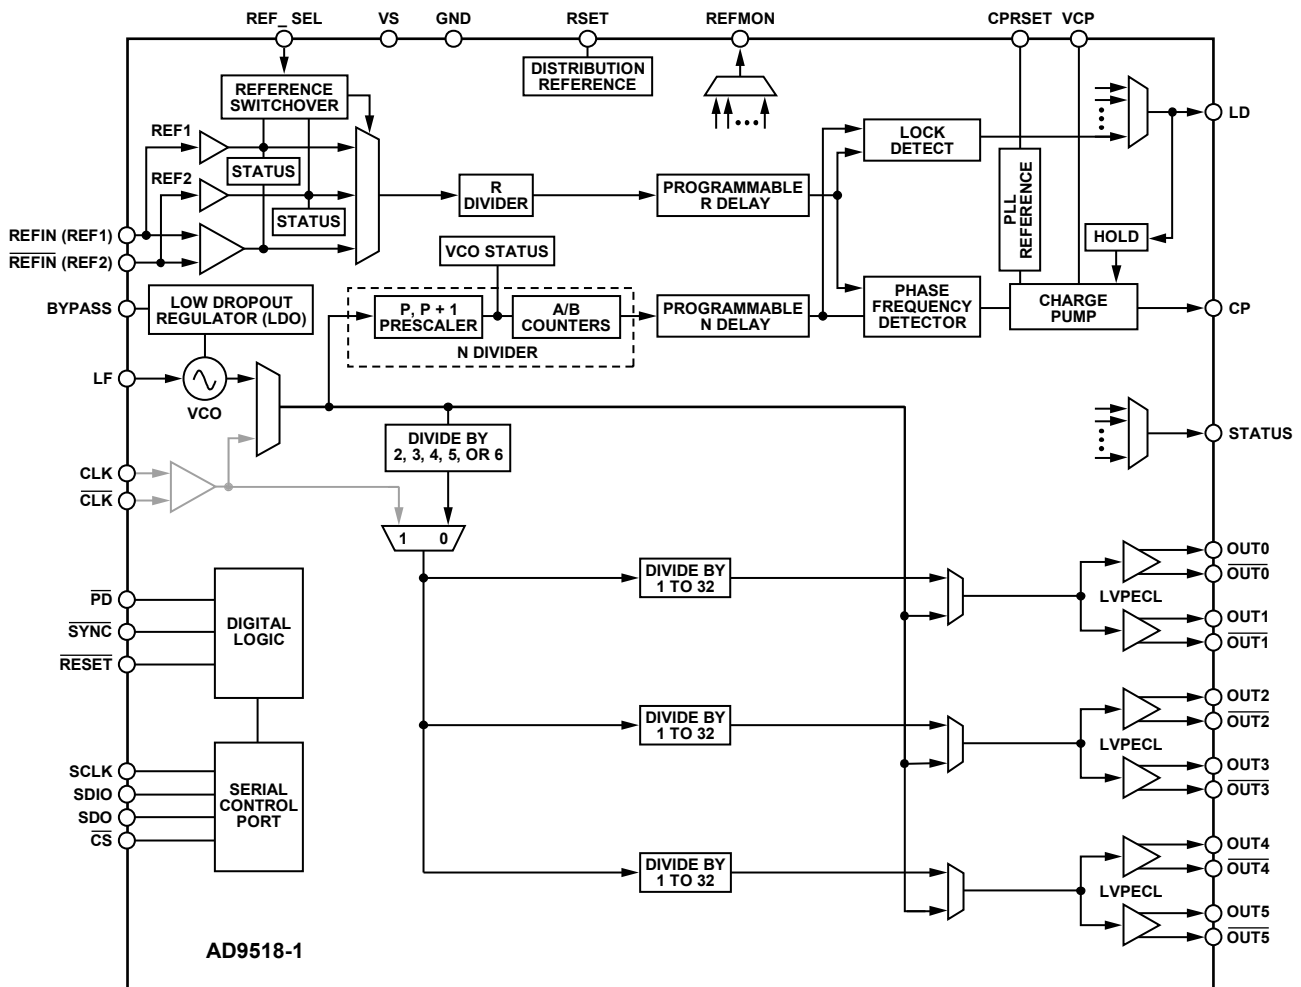 REF_ SEL
VS
GND
RSET
REFMON
CPRSET
VCP
DISTRIBUTION
REFERENCE
REFERENCE
SWITCHOVER
LD
REF1
LOCK
DETECT
STATUS
REF2
R
DIVIDER
PROGRAMMABLE
R DELAY
PLL
REFERENCE
STATUS
REFIN (REF1)
HOLD
REFIN (REF2)
VCO STATUS
BYPASS
LOW DROPOUT
REGULATOR (LDO)
P, P + 1
PRESCALER
A/B
COUNTERS
PROGRAMMABLE
N DELAY
PHASE
FREQUENCY
DETECTOR
CHARGE
PUMP
CP
N DIVIDER
LF
VCO
DIVIDE BY
2, 3, 4, 5, OR 6
STATUS
CLK
CLK
1
0
OUT0
DIVIDE BY
1 TO 32
OUT0
LVPECL
PD
OUT1
SYNC
DIGITAL
LOGIC
OUT1
RESET
OUT2
DIVIDE BY
1 TO 32
OUT2
LVPECL
OUT3
SCLK
OUT3
SDIO
SERIAL
CONTROL
PORT
SDO
CS
OUT4
DIVIDE BY
1 TO 32
OUT4
LVPECL
OUT5
OUT5
AD9518-1